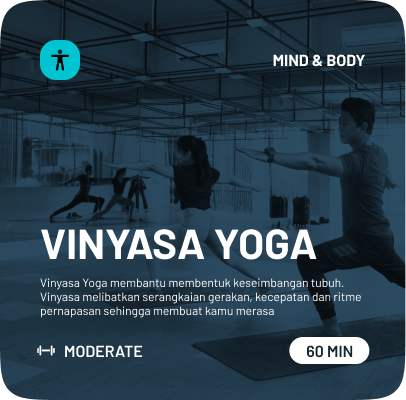 MIND & BODY
VINYASA YOGA
Vinyasa Yoga membantu membentuk keseimbangan tubuh.
Vinyasa melibatkan serangkaian gerakan, kecepatan dan ritme
pernapasan sehingga membuat kamu merasa
MODERATE
60 MIN